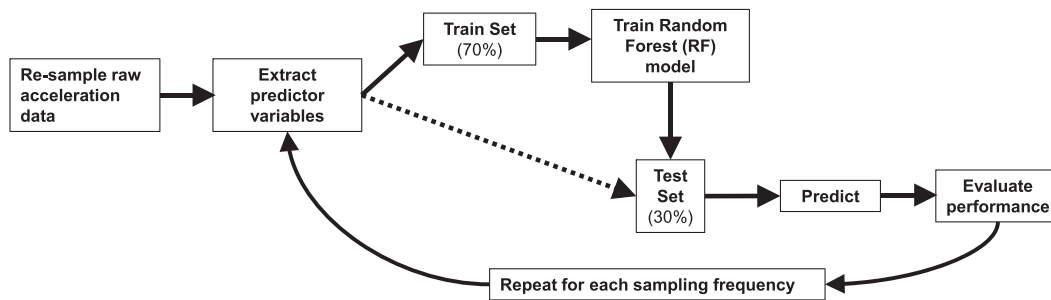 Re-sample raw
acceleration
data
Extract
predictor
variables
Train Set
(70%)
Train Random
Forest (RF)
model
Test
Set
(30%)
Predict
Evaluate
performance
Repeat for each sampling frequency